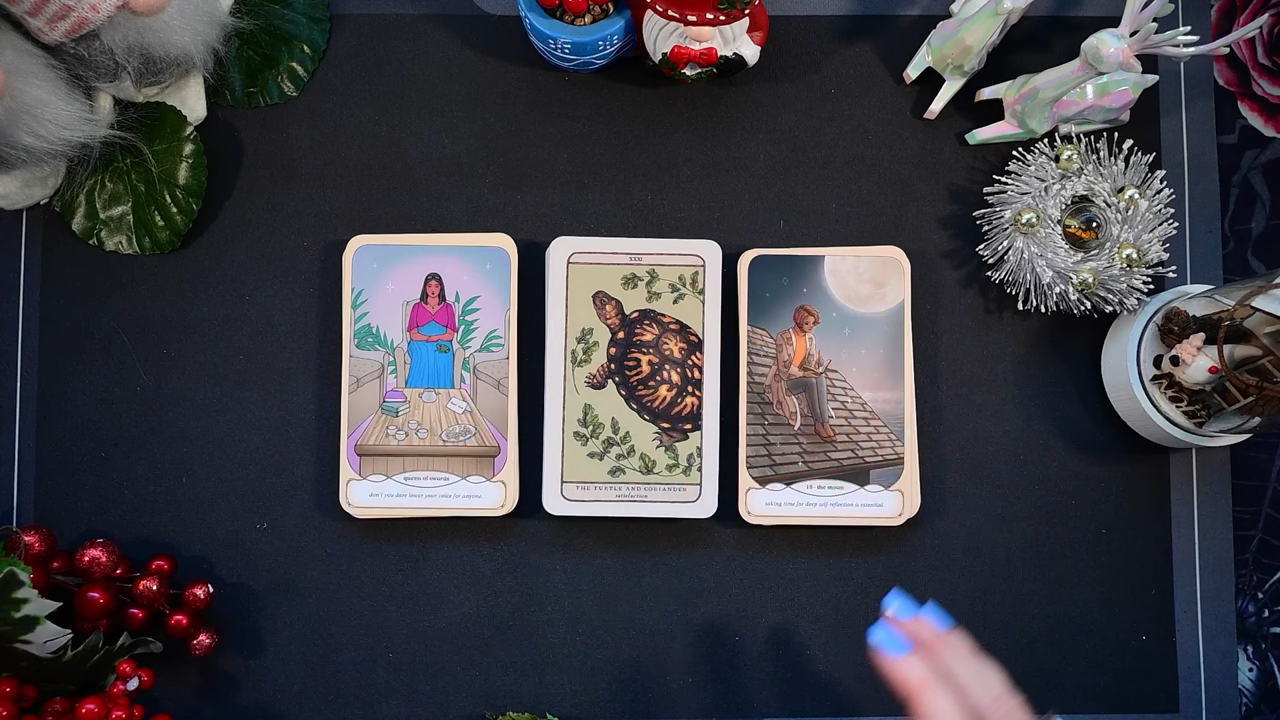 queen of swords
don't you dare lower your voice for anyone.
XXXI
THE TURTLE AND CORIANDER
satisfaction
18 · the moon
taking time for deep self-reflection is essential.